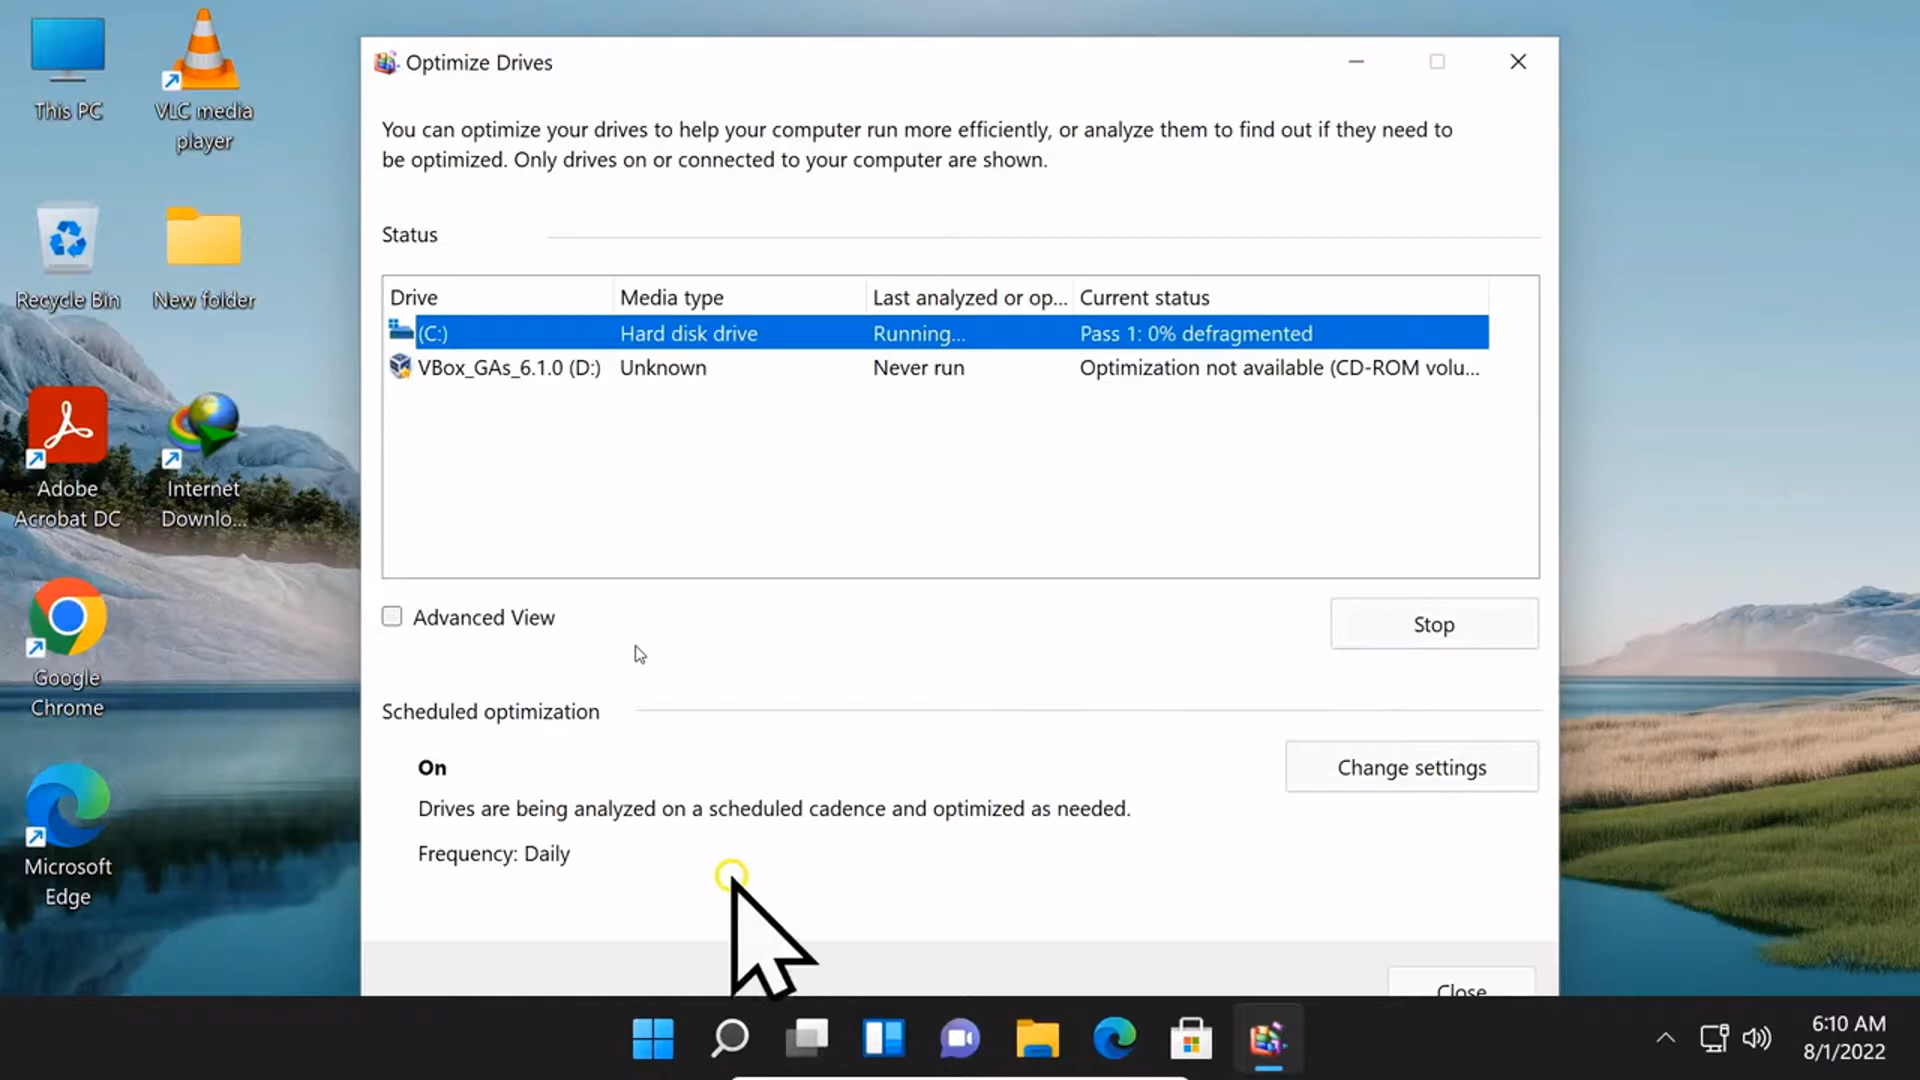 This PC
VLC media
player
Recycle Bin
New folder
Adobe
Acrobat DC
Internet
Downlo...
Google
Chrome
Microsoft
Edge
Optimize Drives
You can optimize your drives to help your computer run more efficiently, or analyze them to find out if they need to
be optimized. Only drives on or connected to your computer are shown.
Status
Drive Media type Last analyzed or op... Current status
(C:) Hard disk drive Running... Pass 1: 0% defragmented
VBox_GAs_6.1.0 (D:) Unknown Never run Optimization not available (CD-ROM volu...
Advanced View
Stop
Scheduled optimization
On
Change settings
Drives are being analyzed on a scheduled cadence and optimized as needed.
Frequency: Daily
Close
6:10 AM
8/1/2022